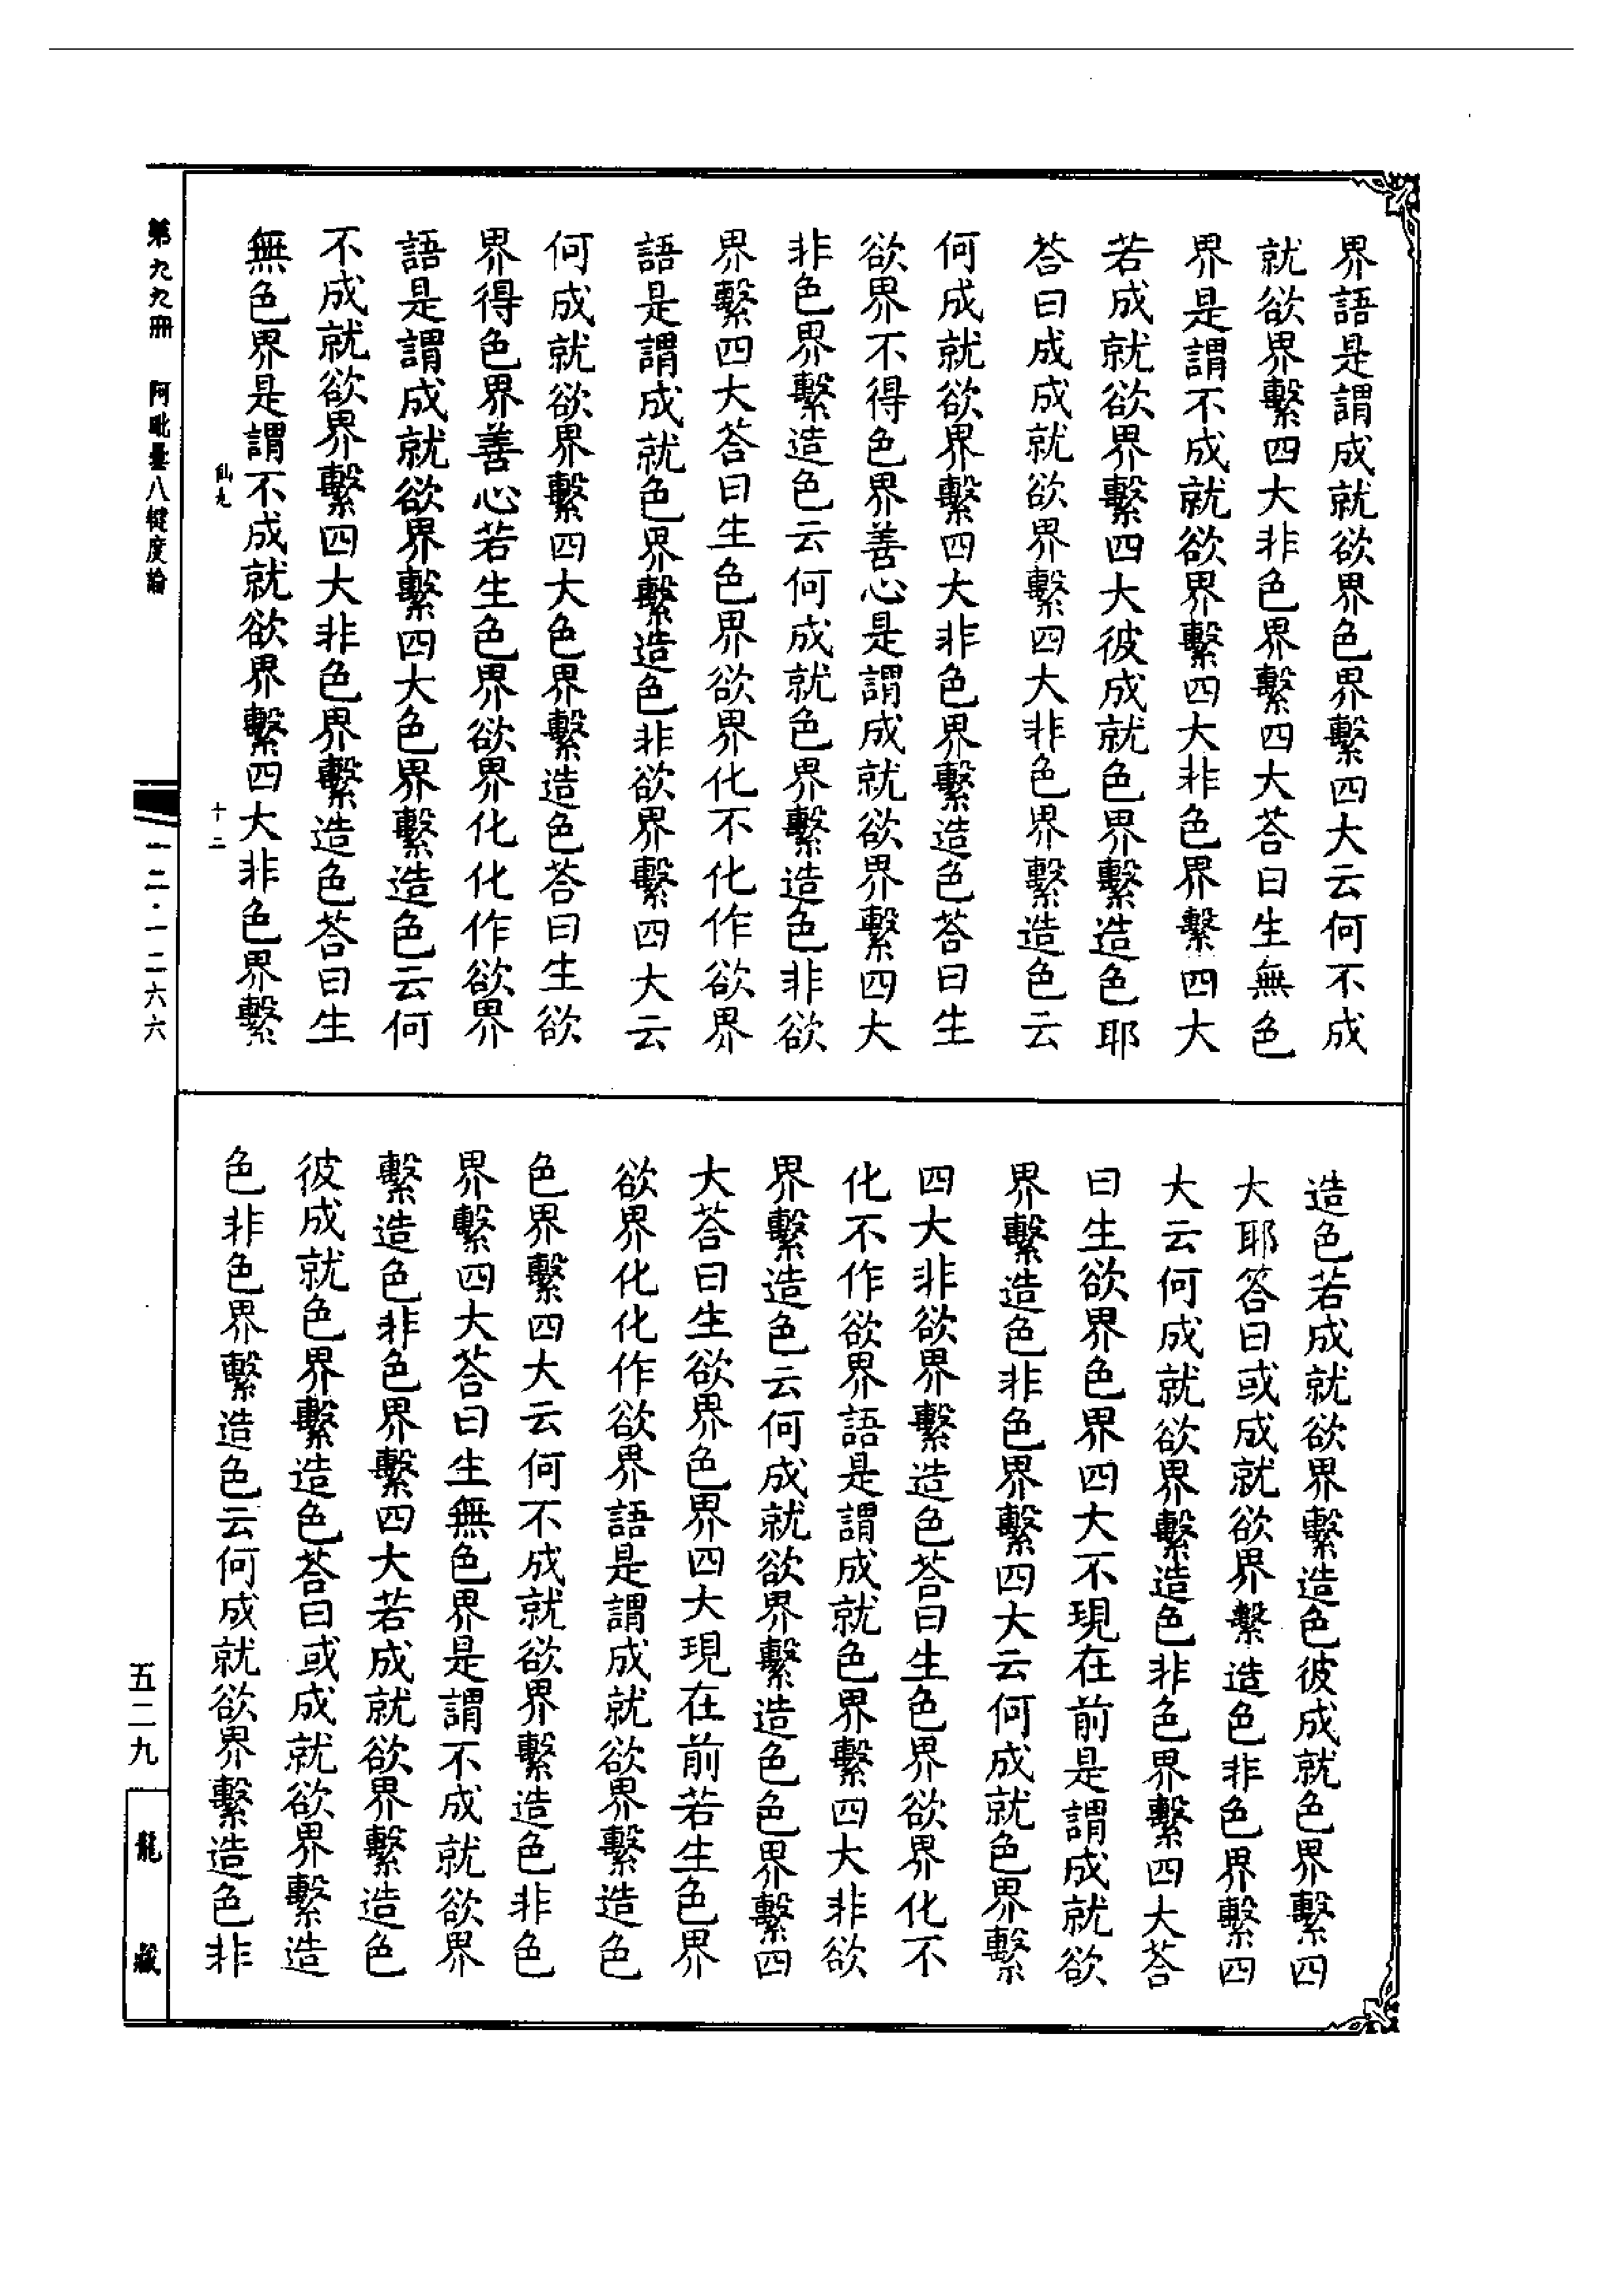 界語是謂成就欲界色界繫四大云何不成
就欲界繫四大非色界繫四大荅曰生無色
界是謂不成就欲界繫四大非色界繫四大
若成就欲界繫四大彼成就色界繫造色耶
荅曰成成就欲界繫四大非色界繫造色云
何成就欲界繫四大非色界繫造色荅曰生
欲界不得色界善心是謂成就欲界繫四大
非色界繫造色云何成就色界繫造色非欲
界繫四大荅曰生色界欲界化不化作欲界
語是謂成就色界繫造色非欲界繫四大云
何成就欲界繫四大色界繫造色荅曰生欲
界得色界善心若生色界欲界化化作欲界
語是謂成就欲界繫四大色界繫造色云何
不成就欲界繫四大非色界繫造色荅曰生
無色界是謂不成就欲界繫四大非色界繫
仙九 十二
造色若成就欲界繫造色彼成就色界繫四
大耶答曰或成就欲界繫造色非色界繫四
大云何成就欲界繫造色非色界繫四大荅
曰生欲界色界四大不現在前是謂成就欲
界繫造色非色界繫四大云何成就色界繫
四大非欲界繫造色荅曰生色界欲界化不
化不作欲界語是謂成就色界繫四大非欲
界繫造色云何成就欲界繫造色色界繫四
大荅曰生欲界色界四大現在前若生色界
欲界化化作欲界語是謂成就欲界繫造色
色界繫四大云何不成就欲界繫造色非色
界繫四大荅曰生無色界是謂不成就欲界
繫造色非色界繫四大若成就欲界繫造色
彼成就色界繫造色荅曰或成就欲界繫造
色非色界繫造色云何成就欲界繫造色非
第九九冊 阿毗曇八犍度論
一二·一二六六
五二九
龍藏